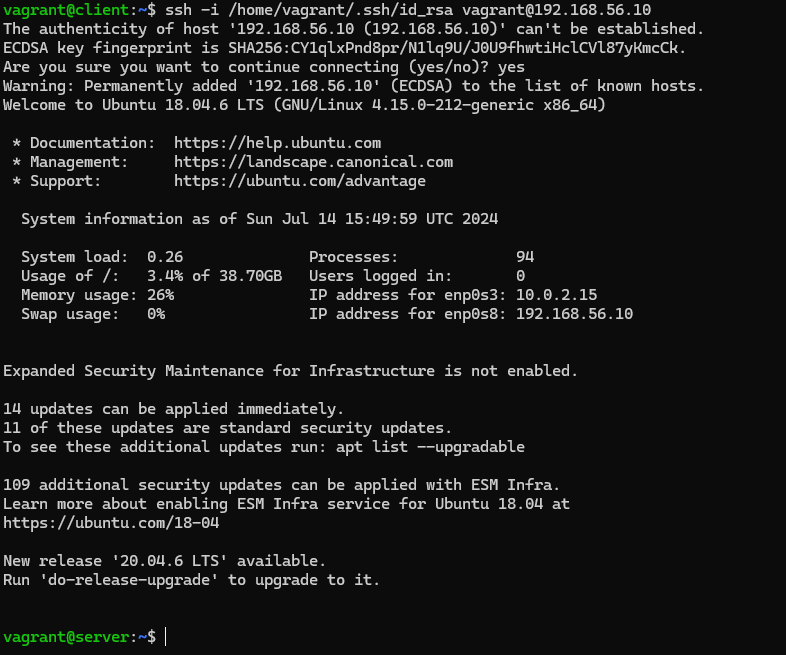 vagrant@client:~$ ssh -i /home/vagrant/.ssh/id_rsa vagrant@192.168.56.10
The authenticity of host '192.168.56.10 (192.168.56.10)' can't be established.
ECDSA key fingerprint is SHA256:CY1qlxPnd8pr/N1lq9U/J0U9fhwtiHclCVl87yKmcCk.
Are you sure you want to continue connecting (yes/no)? yes
Warning: Permanently added '192.168.56.10' (ECDSA) to the list of known hosts.
Welcome to Ubuntu 18.04.6 LTS (GNU/Linux 4.15.0-212-generic x86_64)

 * Documentation:  https://help.ubuntu.com
 * Management:     https://landscape.canonical.com
 * Support:        https://ubuntu.com/advantage

  System information as of Sun Jul 14 15:49:59 UTC 2024

  System load:  0.26              Processes:             94
  Usage of /:   3.4% of 38.70GB   Users logged in:       0
  Memory usage: 26%               IP address for enp0s3: 10.0.2.15
  Swap usage:   0%                IP address for enp0s8: 192.168.56.10

Expanded Security Maintenance for Infrastructure is not enabled.

14 updates can be applied immediately.
11 of these updates are standard security updates.
To see these additional updates run: apt list --upgradable

109 additional security updates can be applied with ESM Infra.
Learn more about enabling ESM Infra service for Ubuntu 18.04 at
https://ubuntu.com/18-04

New release '20.04.6 LTS' available.
Run 'do-release-upgrade' to upgrade to it.

vagrant@server:~$